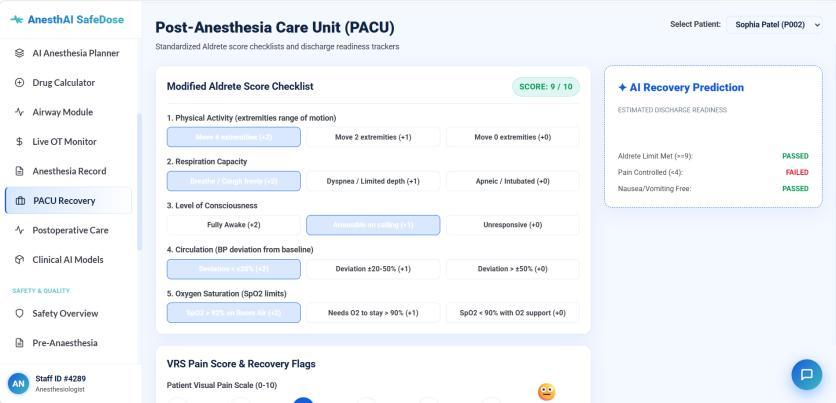 AnesthAI SafeDose
AI Anesthesia Planner
Drug Calculator
Airway Module
Live OT Monitor
Anesthesia Record
PACU Recovery
Postoperative Care
Clinical AI Models
SAFETY & QUALITY
Safety Overview
Pre-Anaesthesia
AN
Staff ID #4289
Anesthesiologist
Post-Anesthesia Care Unit (PACU)
Standardized Aldrete score checklists and discharge readiness trackers
Select Patient: Sophia Patel (P002)
Modified Aldrete Score Checklist SCORE: 9 / 10
1. Physical Activity (extremities range of motion)
Move 4 extremities (+2) Move 2 extremities (+1) Move 0 extremities (+0)
2. Respiration Capacity
Breathe / Cough freely (+2) Dyspnea / Limited depth (+1) Apneic / Intubated (+0)
3. Level of Consciousness
Fully Awake (+2) Arousable on calling (+1) Unresponsive (+0)
4. Circulation (BP deviation from baseline)
Deviation < ±20% (+2) Deviation ±20-50% (+1) Deviation > ±50% (+0)
5. Oxygen Saturation (SpO2 limits)
SpO2 > 92% on Room Air (+2) Needs O2 to stay > 90% (+1) SpO2 < 90% with O2 support (+0)
VRS Pain Score & Recovery Flags
Patient Visual Pain Scale (0-10)
AI Recovery Prediction
ESTIMATED DISCHARGE READINESS
Aldrete Limit Met (>=9): PASSED
Pain Controlled (<4): FAILED
Nausea/Vomiting Free: PASSED